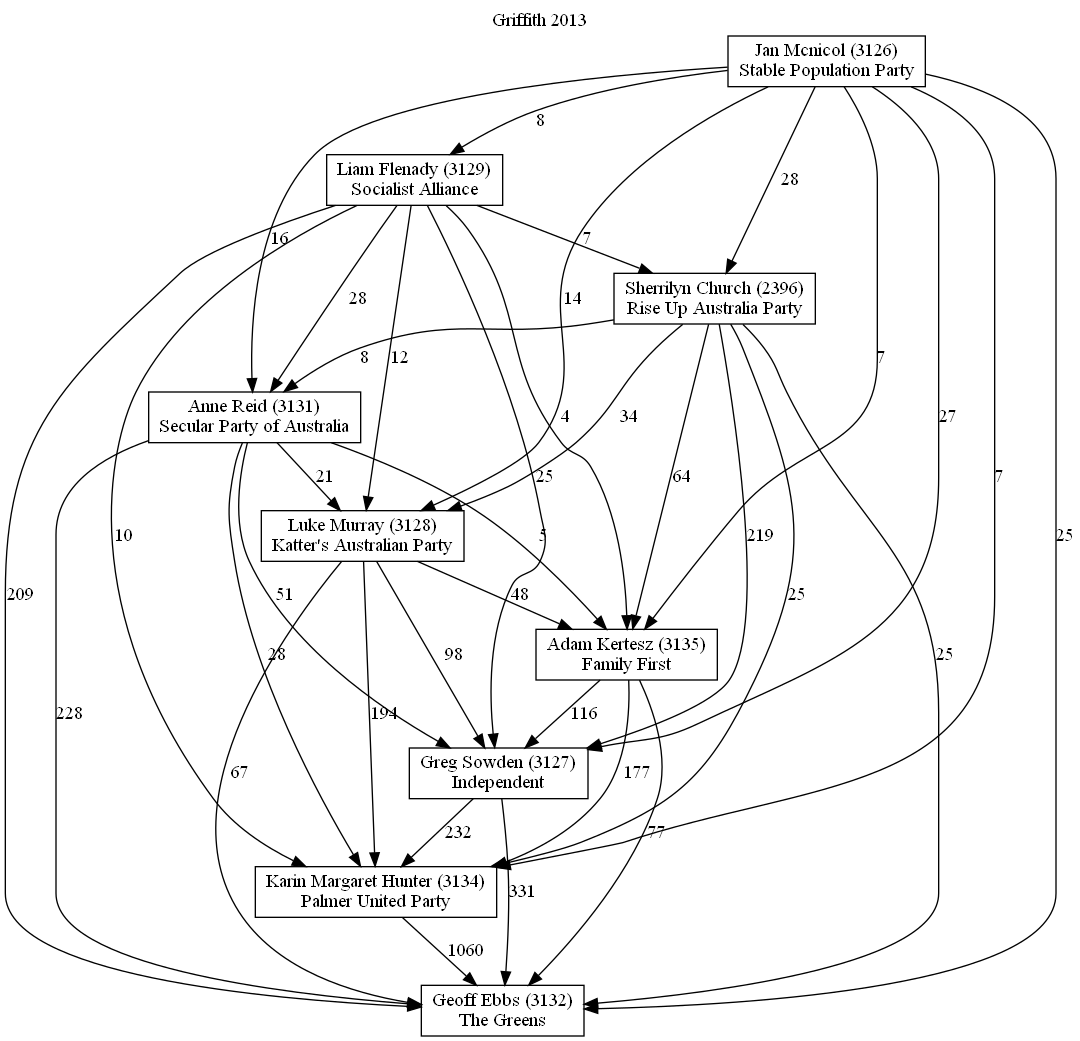 Griffith 2013
Jan Mcnicol (3126)
Stable Population Party
8
Liam Flenady (3129)
Socialist Alliance
28
16
7
Sherrilyn Church (2396)
Rise Up Australia Party
28
14
8
12
7
Anne Reid (3131)
Secular Party of Australia
4
34
27
21
25
64
7
Luke Murray (3128)
Katter's Australian Party
10
5
219
25
209
51
48
25
Adam Kertesz (3135)
Family First
28
98
25
228
194
116
Greg Sowden (3127)
Independent
67
177
232
77
Karin Margaret Hunter (3134)
Palmer United Party
331
1060
Geoff Ebbs (3132)
The Greens